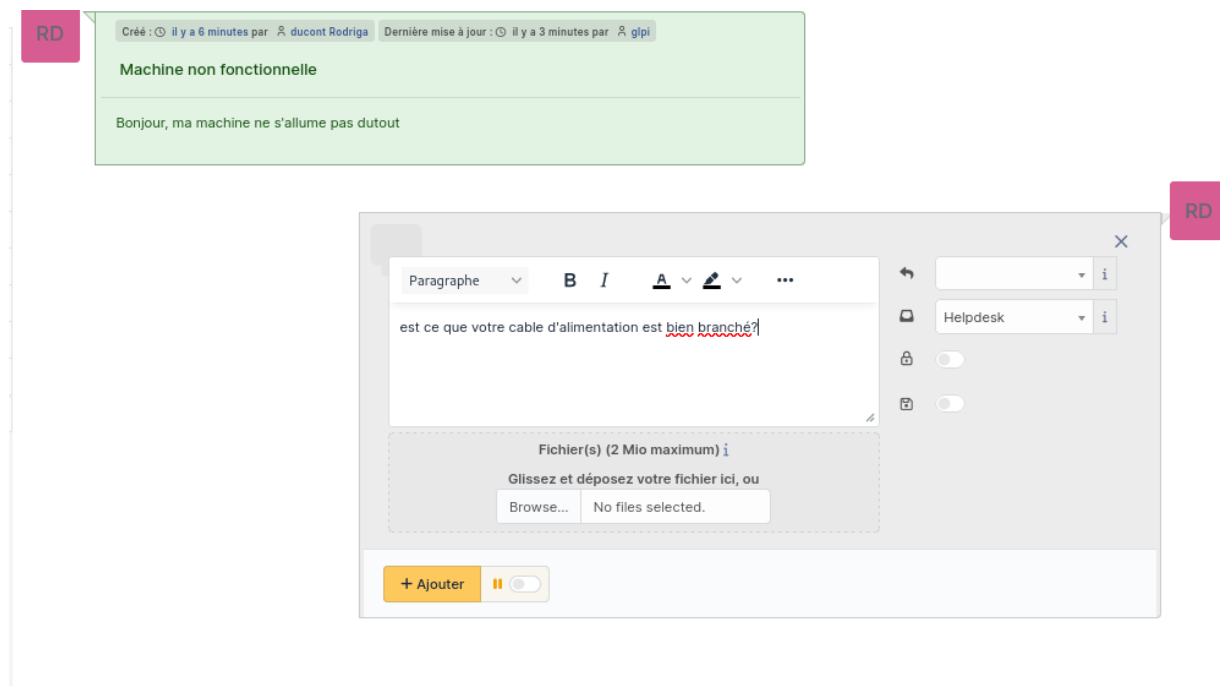 RD
Créé : il y a 6 minutes par ducont Rodriga Dernière mise à jour : il y a 3 minutes par glpi
Machine non fonctionnelle
Bonjour, ma machine ne s'allume pas dutout
RD
Paragraphe B I A ...
est ce que votre cable d'alimentation est bien branché?
i
Helpdesk i
Fichier(s) (2 Mio maximum) i
Glissez et déposez votre fichier ici, ou
Browse... No files selected.
+ Ajouter